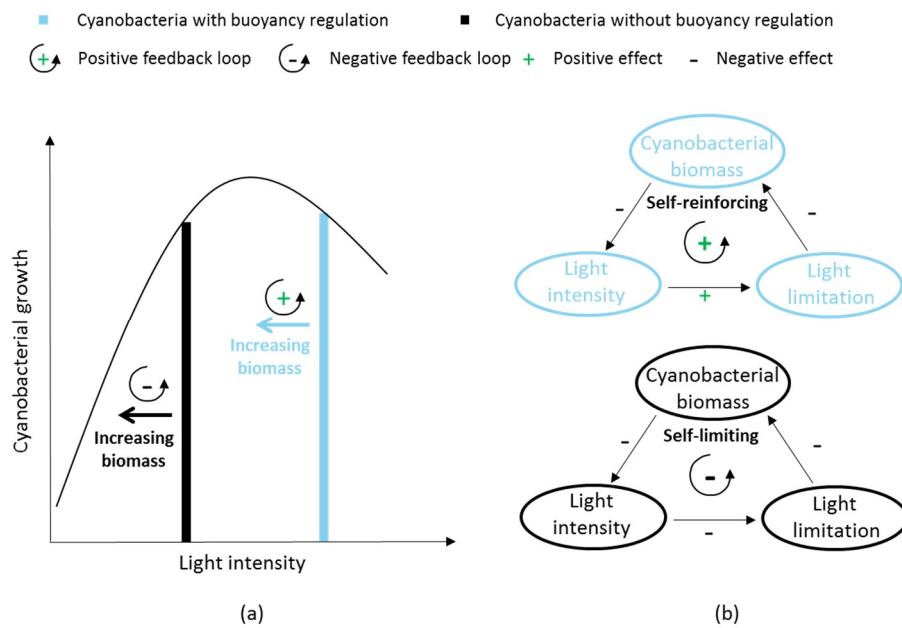 Cyanobacteria with buoyancy regulation
Cyanobacteria without buoyancy regulation
+ Positive feedback loop
- Negative feedback loop
+ Positive effect
- Negative effect
Cyanobacterial growth
+
Increasing
biomass
-
Increasing
biomass
Light intensity
(a)
Cyanobacterial
biomass
-
Self-reinforcing
-
+
Light
intensity
+
Light
limitation
Cyanobacterial
biomass
-
Self-limiting
-
-
Light
intensity
-
Light
limitation
(b)